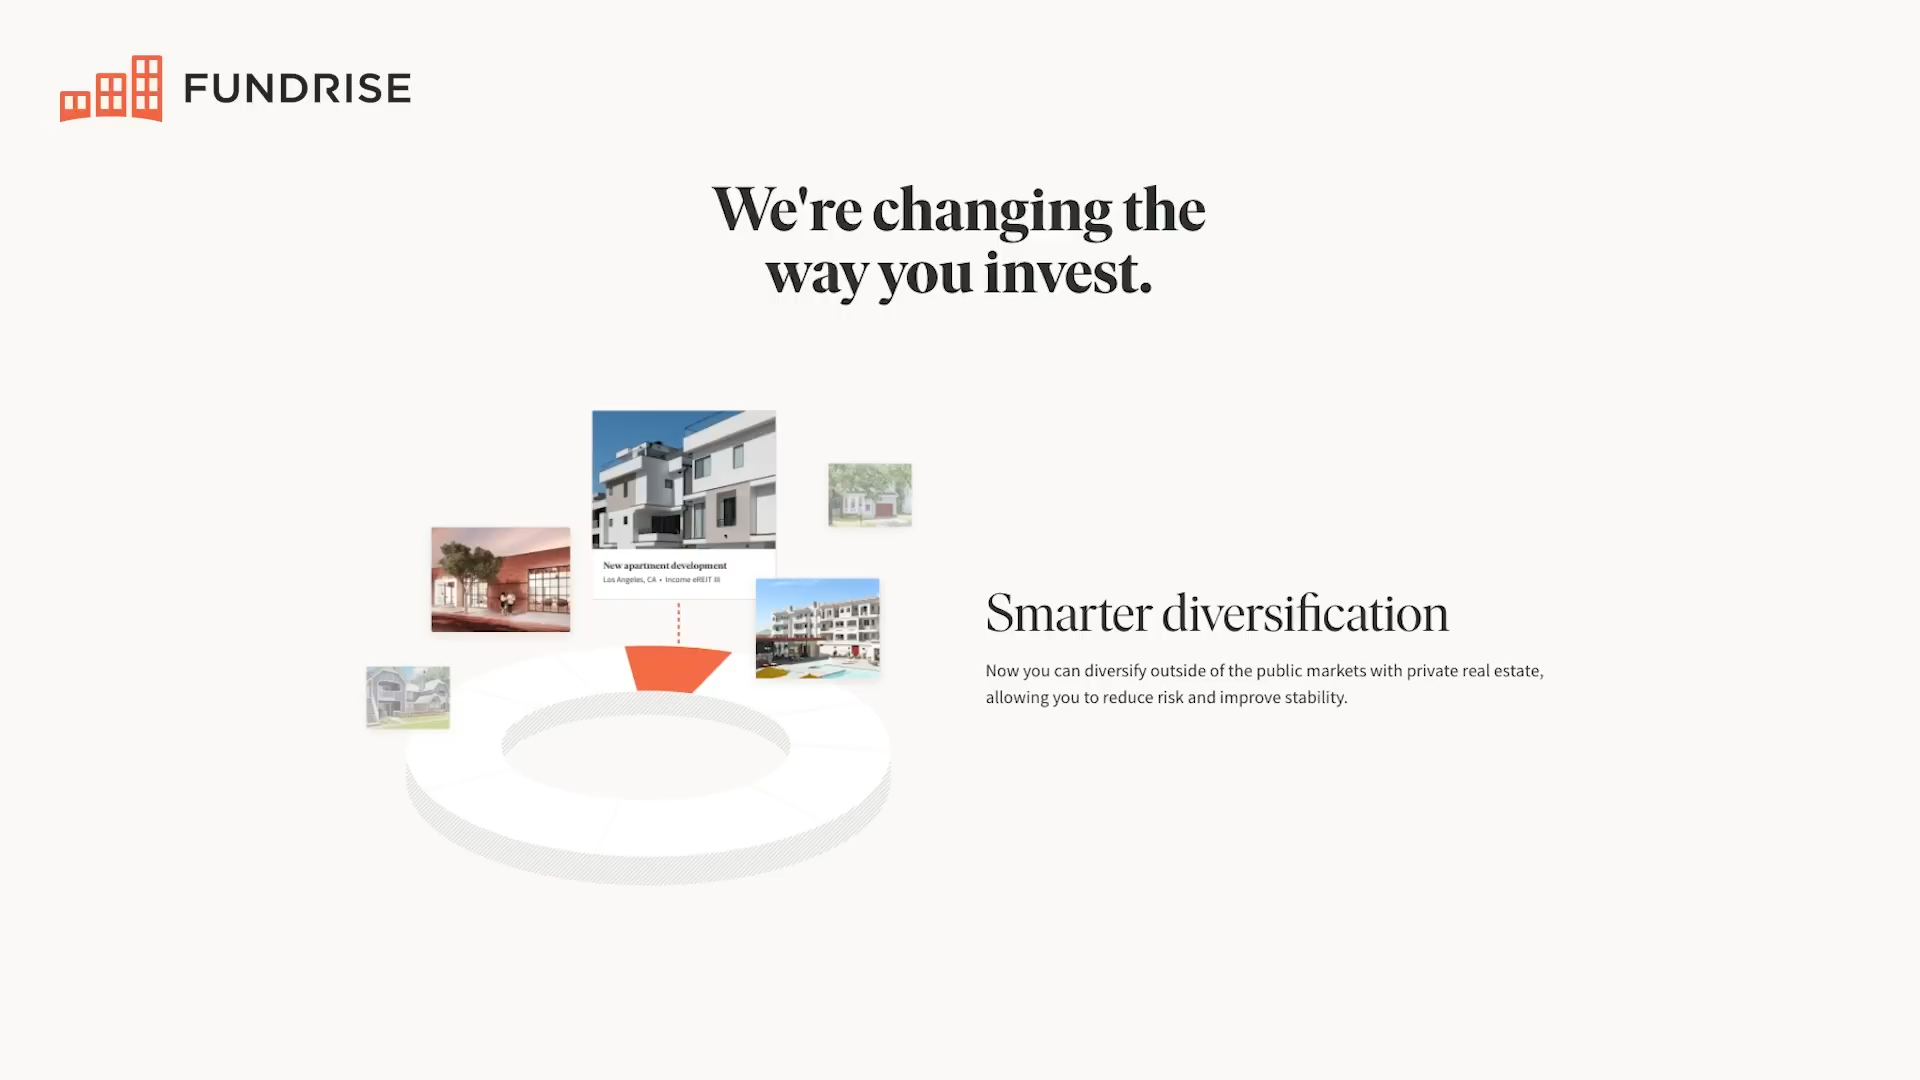 FUNDRISE
We're changing the
way you invest.
New apartment development
Los Angeles, CA • Income eREIT III
Smarter diversification
Now you can diversify outside of the public markets with private real estate,
allowing you to reduce risk and improve stability.